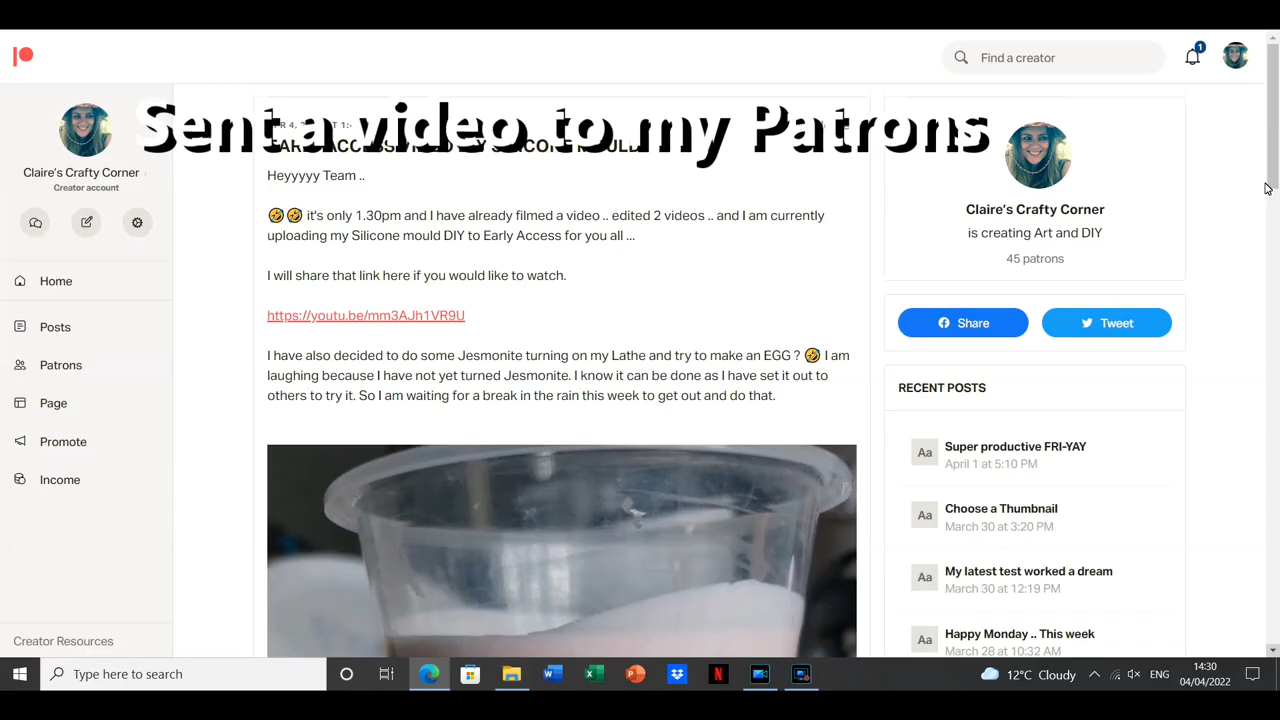 Find a creator
1
Sent a video to my Patrons
Claire's Crafty Corner
Creator account
Home
Posts
Patrons
Page
Promote
Income
Creator Resources
Heyyyyy Team ..
🤣🤣 it's only 1.30pm and I have already filmed a video .. edited 2 videos .. and I am currently
uploading my Silicone mould DIY to Early Access for you all ...
I will share that link here if you would like to watch.
https://youtu.be/mm3AJh1VR9U
I have also decided to do some Jesmonite turning on my Lathe and try to make an EGG ? 🤣 I am
laughing because I have not yet turned Jesmonite. I know it can be done as I have set it out to
others to try it. So I am waiting for a break in the rain this week to get out and do that.
Claire's Crafty Corner
is creating Art and DIY
45 patrons
Share
Tweet
RECENT POSTS
Aa
Super productive FRI-YAY
April 1 at 5:10 PM
Aa
Choose a Thumbnail
March 30 at 3:20 PM
Aa
My latest test worked a dream
March 30 at 12:19 PM
Aa
Happy Monday .. This week
March 28 at 10:32 AM
Type here to search
12°C Cloudy
ENG
14:30
04/04/2022